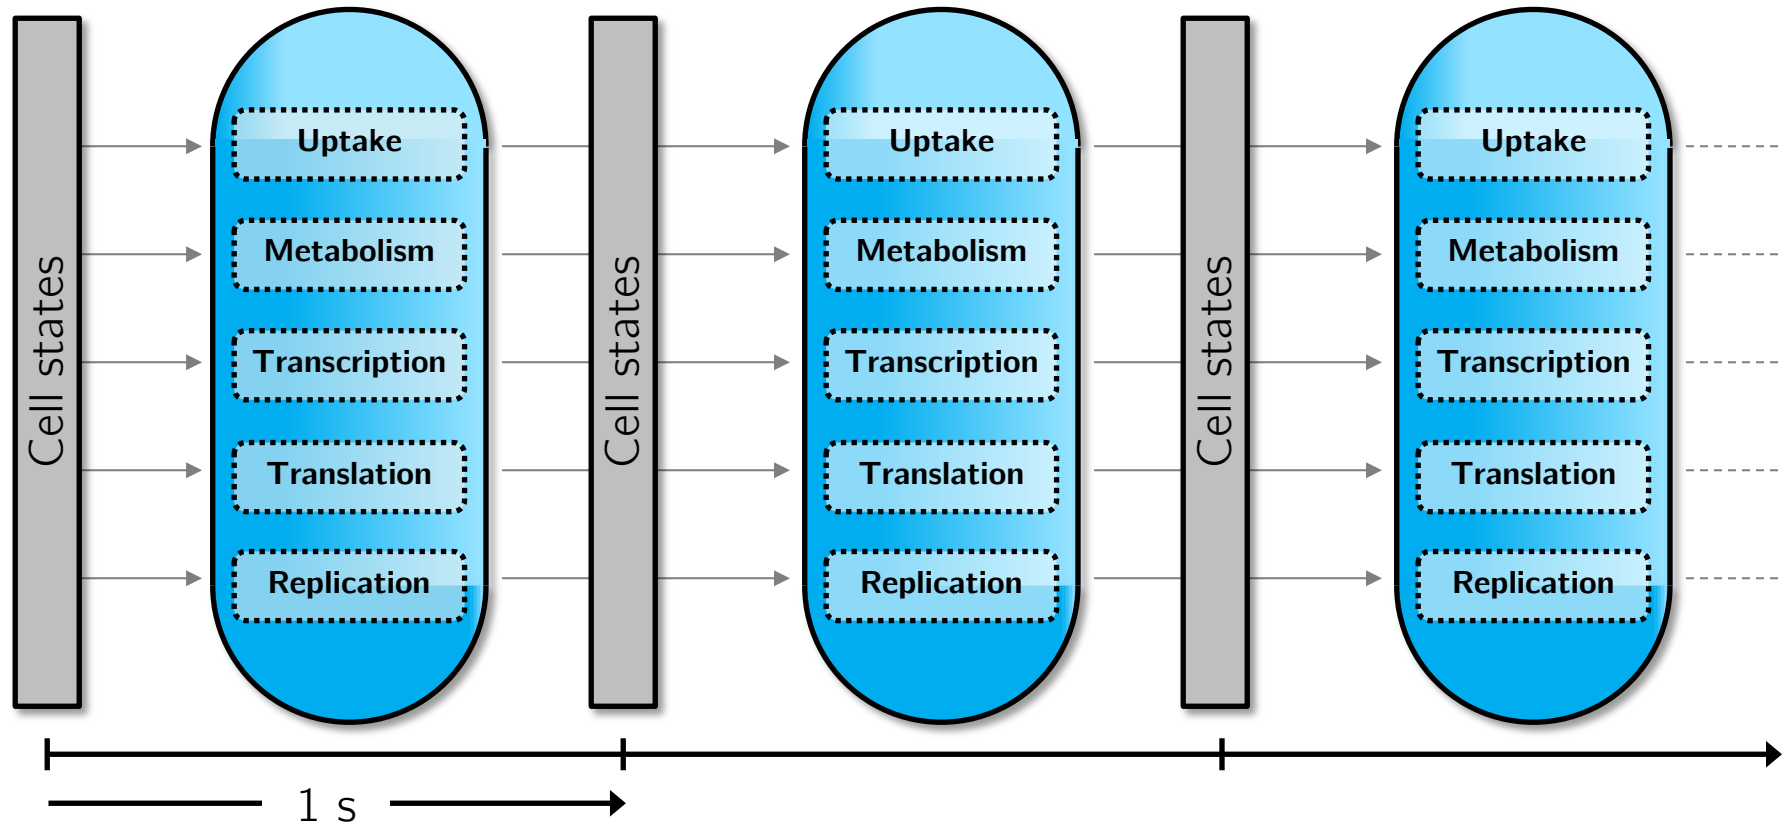 Cell states
Uptake
Metabolism
Transcription
Translation
Replication
Cell states
Uptake
Metabolism
Transcription
Translation
Replication
Cell states
Uptake
Metabolism
Transcription
Translation
Replication
1 s